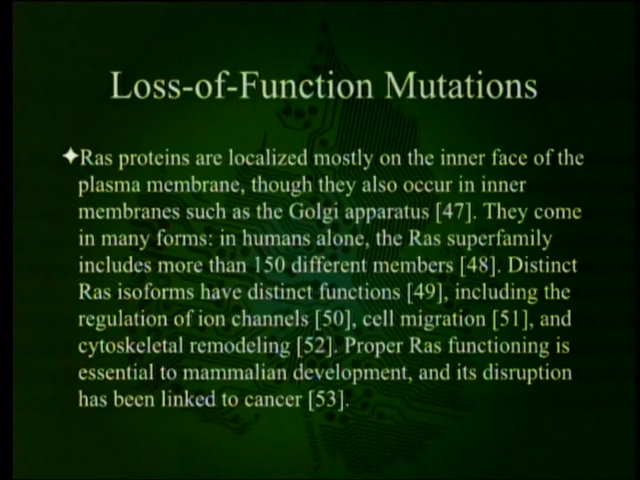 Loss-of-Function Mutations
✦Ras proteins are localized mostly on the inner face of the
plasma membrane, though they also occur in inner
membranes such as the Golgi apparatus [47]. They come
in many forms: in humans alone, the Ras superfamily
includes more than 150 different members [48]. Distinct
Ras isoforms have distinct functions [49], including the
regulation of ion channels [50], cell migration [51], and
cytoskeletal remodeling [52]. Proper Ras functioning is
essential to mammalian development, and its disruption
has been linked to cancer [53].